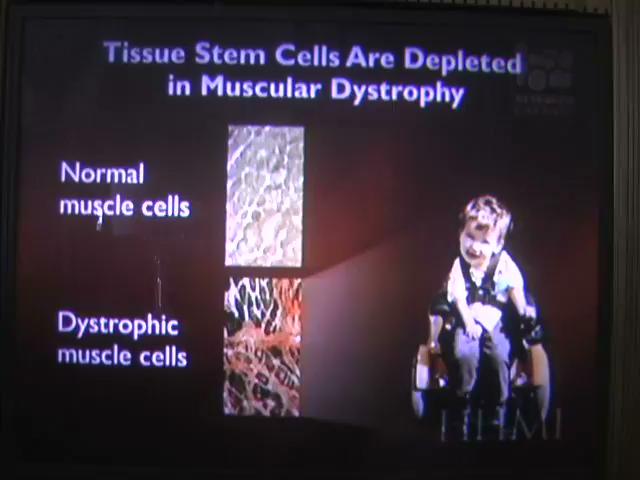 Tissue Stem Cells Are Depleted
in Muscular Dystrophy
Normal
muscle cells
Dystrophic
muscle cells
HHMI